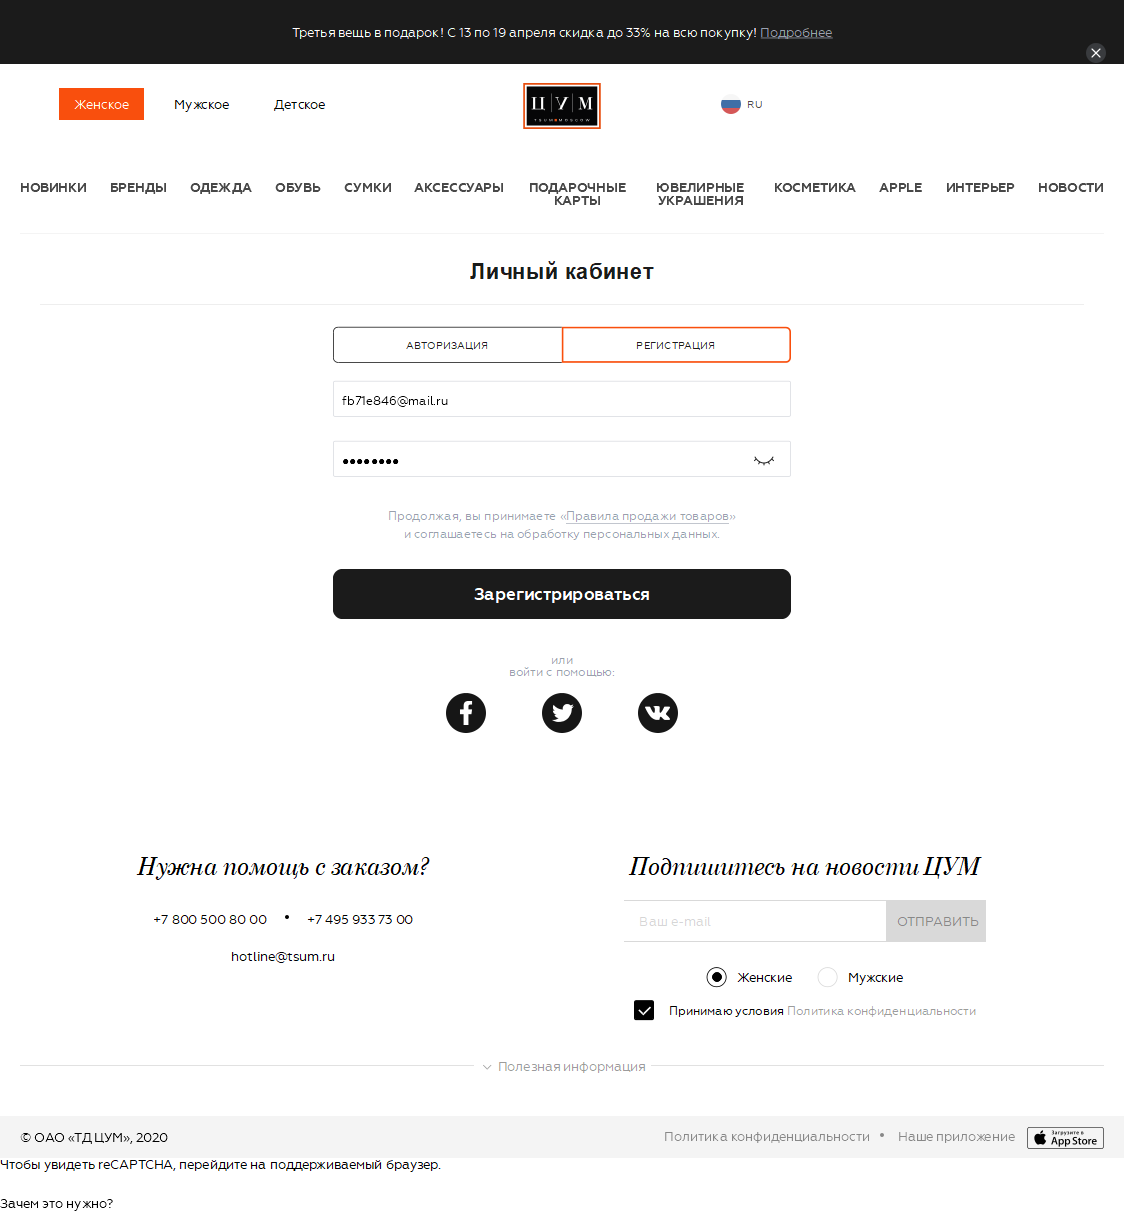 Третья вещь в подарок! С 13 по 19 апреля скидка до 33% на всю покупку! Подробнее
Женское
Мужское
Детское
ЦУМ
TSUM MOSCOW
RU
НОВИНКИ
БРЕНДЫ
ОДЕЖДА
ОБУВЬ
СУМКИ
АКСЕССУАРЫ
ПОДАРОЧНЫЕ
КАРТЫ
ЮВЕЛИРНЫЕ
УКРАШЕНИЯ
КОСМЕТИКА
APPLE
ИНТЕРЬЕР
НОВОСТИ
Личный кабинет
АВТОРИЗАЦИЯ
РЕГИСТРАЦИЯ
fb71e846@mail.ru
Продолжая, вы принимаете «Правила продажи товаров»
и соглашаетесь на обработку персональных данных.
Зарегистрироваться
или
войти с помощью:
Нужна помощь с заказом?
+7 800 500 80 00 • +7 495 933 73 00
hotline@tsum.ru
Подпишитесь на новости ЦУМ
Ваш e-mail
ОТПРАВИТЬ
Женские
Мужские
Принимаю условия Политика конфиденциальности
Полезная информация
© ОАО «ТД ЦУМ», 2020
Политика конфиденциальности • Наше приложение
Загрузите в
App Store
Чтобы увидеть reCAPTCHA, перейдите на поддерживаемый браузер.
Зачем это нужно?